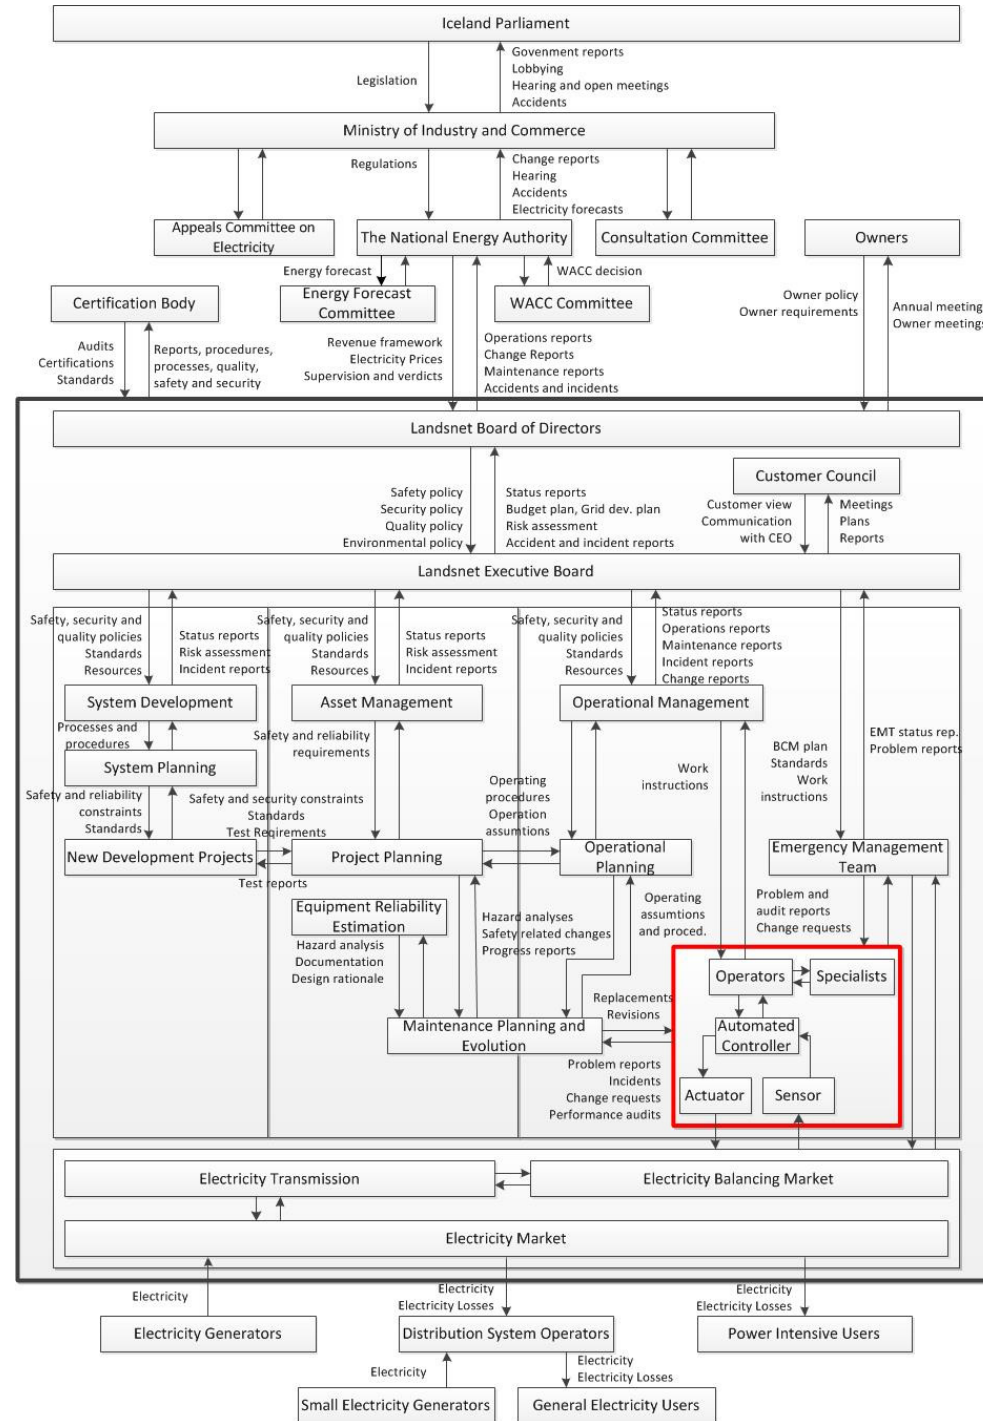 Iceland Parliament
Legislation
Govenment reports
Lobbying
Hearing and open meetings
Accidents
Ministry of Industry and Commerce
Regulations
Change reports
Hearing
Accidents
Electricity forecasts
Appeals Committee on
Electricity
The National Energy Authority
Consultation Committee
Owners
Energy forecast
WACC decision
Certification Body
Energy Forecast
Committee
WACC Committee
Owner policy
Owner requirements
Annual meeting
Owner meetings
Audits
Certifications
Standards
Reports, procedures,
processes, quality,
safety and security
Revenue framework
Electricity Prices
Supervision and verdicts
Operations reports
Change Reports
Maintenance reports
Accidents and incidents
Landsnet Board of Directors
Safety policy
Security policy
Quality policy
Environmental policy
Status reports
Budget plan, Grid dev. plan
Risk assessment
Accident and incident reports
Customer Council
Customer view
Communication
with CEO
Meetings
Plans
Reports
Landsnet Executive Board
Safety, security and
quality policies
Standards
Resources
Status reports
Risk assessment
Incident reports
Safety, security and
quality policies
Standards
Resources
Status reports
Risk assessment
Incident reports
Safety, security and
quality policies
Standards
Resources
Status reports
Operations reports
Maintenance reports
Incident reports
Change reports
System Development
Asset Management
Operational Management
Processes and
procedures
System Planning
Safety and reliability
requirements
Work
instructions
BCM plan
Standards
Work
instructions
EMT status rep.
Problem reports
Safety and reliability
constraints
Standards
Safety and security constraints
Standards
Test Reqirements
Operating
procedures
Operation
assumtions
New Development Projects
Project Planning
Operational
Planning
Emergency Management
Team
Test reports
Equipment Reliability
Estimation
Hazard analysis
Documentation
Design rationale
Hazard analyses
Safety related changes
Progress reports
Operating
assumtions
and proced.
Problem and
audit reports
Change requests
Operators
Specialists
Replacements
Revisions
Automated
Controller
Maintenance Planning and
Evolution
Problem reports
Incidents
Change requests
Performance audits
Actuator
Sensor
Electricity Transmission
Electricity Balancing Market
Electricity Market
Electricity
Electricity
Electricity Losses
Electricity
Electricity Losses
Electricity Generators
Distribution System Operators
Power Intensive Users
Electricity
Electricity
Electricity Losses
Small Electricity Generators
General Electricity Users